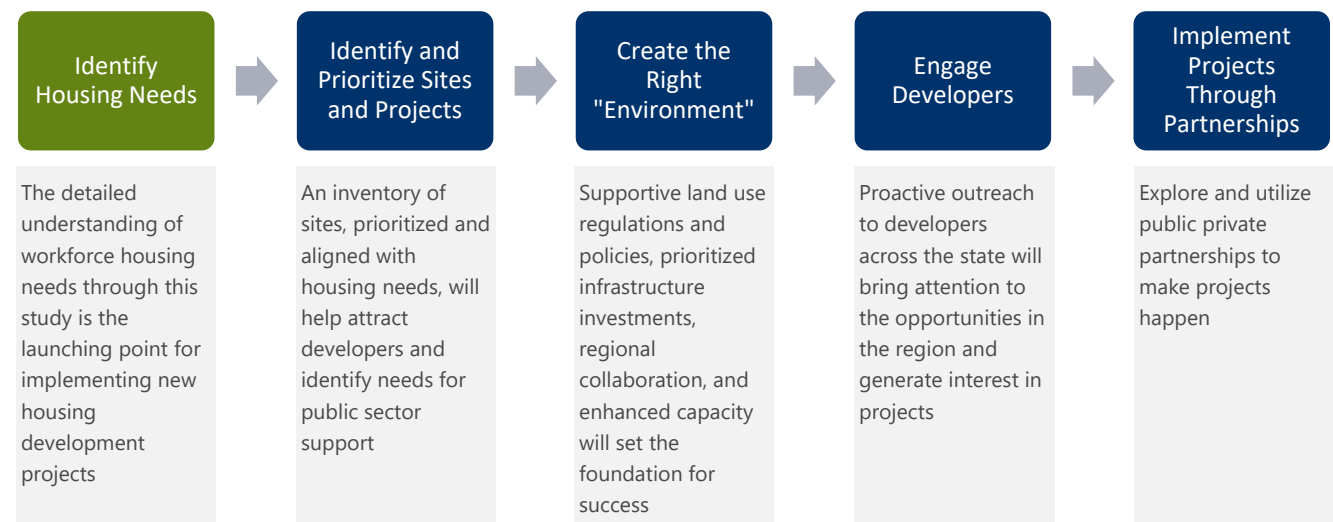 Identify
Housing Needs
The detailed
understanding of
workforce housing
needs through this
study is the
launching point for
implementing new
housing
development
projects
Identify and
Prioritize Sites
and Projects
An inventory of
sites, prioritized and
aligned with
housing needs, will
help attract
developers and
identify needs for
public sector
support
Create the
Right
"Environment"
Supportive land use
regulations and
policies, prioritized
infrastructure
investments,
regional
collaboration, and
enhanced capacity
will set the
foundation for
success
Engage
Developers
Proactive outreach
to developers
across the state will
bring attention to
the opportunities in
the region and
generate interest in
projects
Implement
Projects
Through
Partnerships
Explore and utilize
public private
partnerships to
make projects
happen